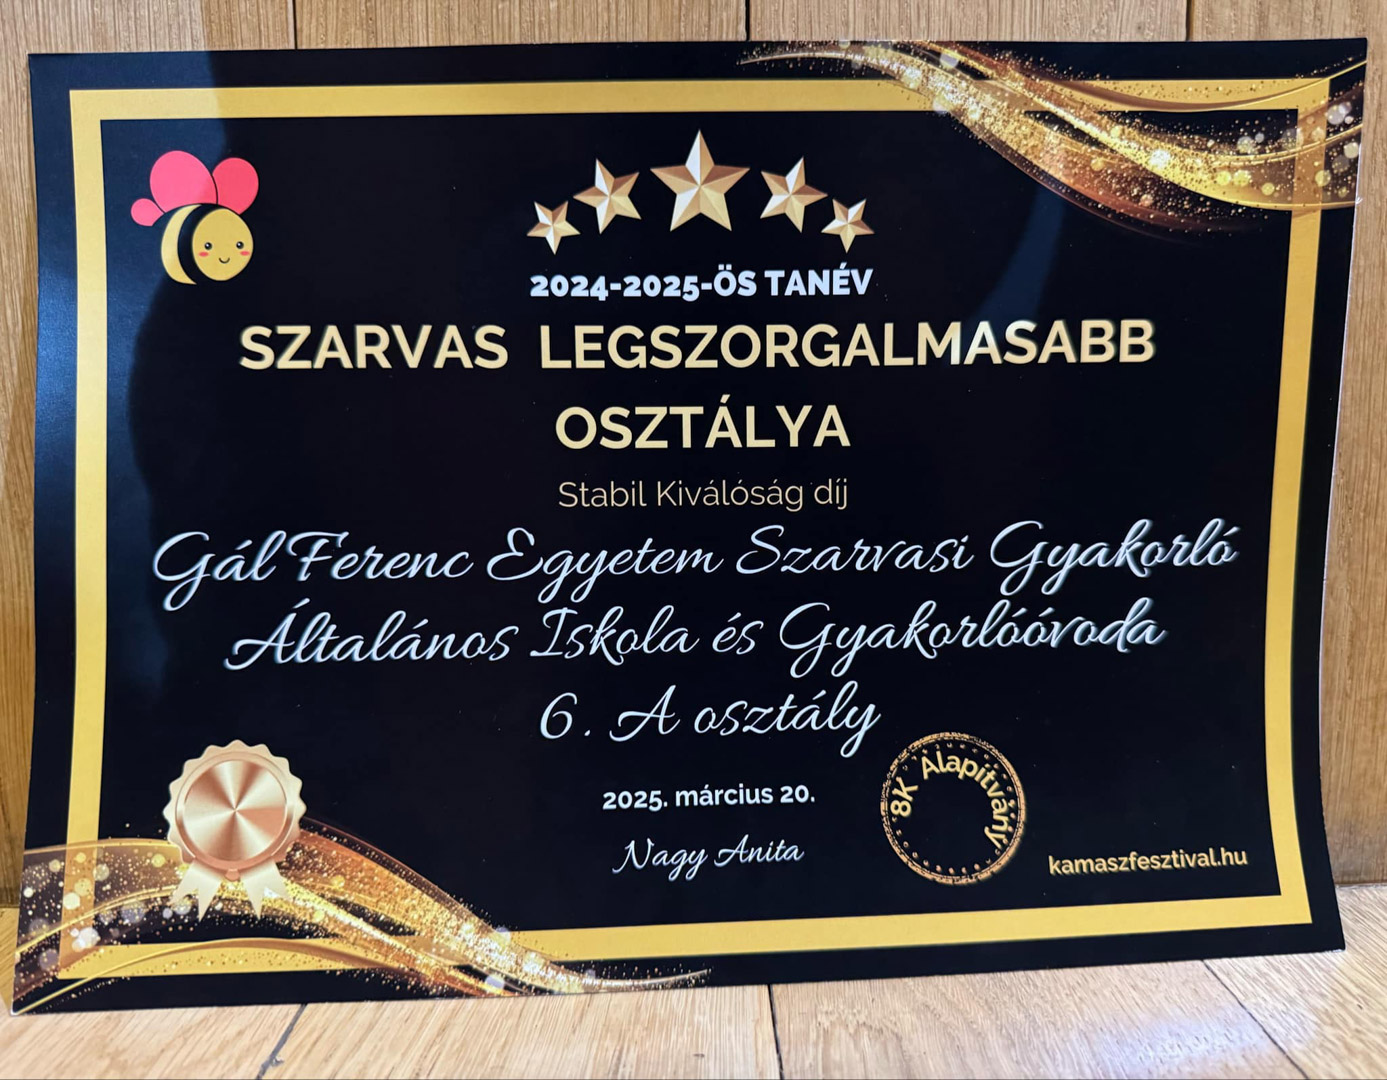 2024-2025-ÖS TANÉV
SZARVAS LEGSZORGALMASABB
OSZTÁLYA
Stabil Kiválóság díj
Gál Ferenc Egyetem Szarvasi Gyakorló
Általános Iskola és Gyakorlóóvoda
6. A osztály
2025. március 20.
Nagy Anita
8K Alapítvány
kamaszfesztival.hu